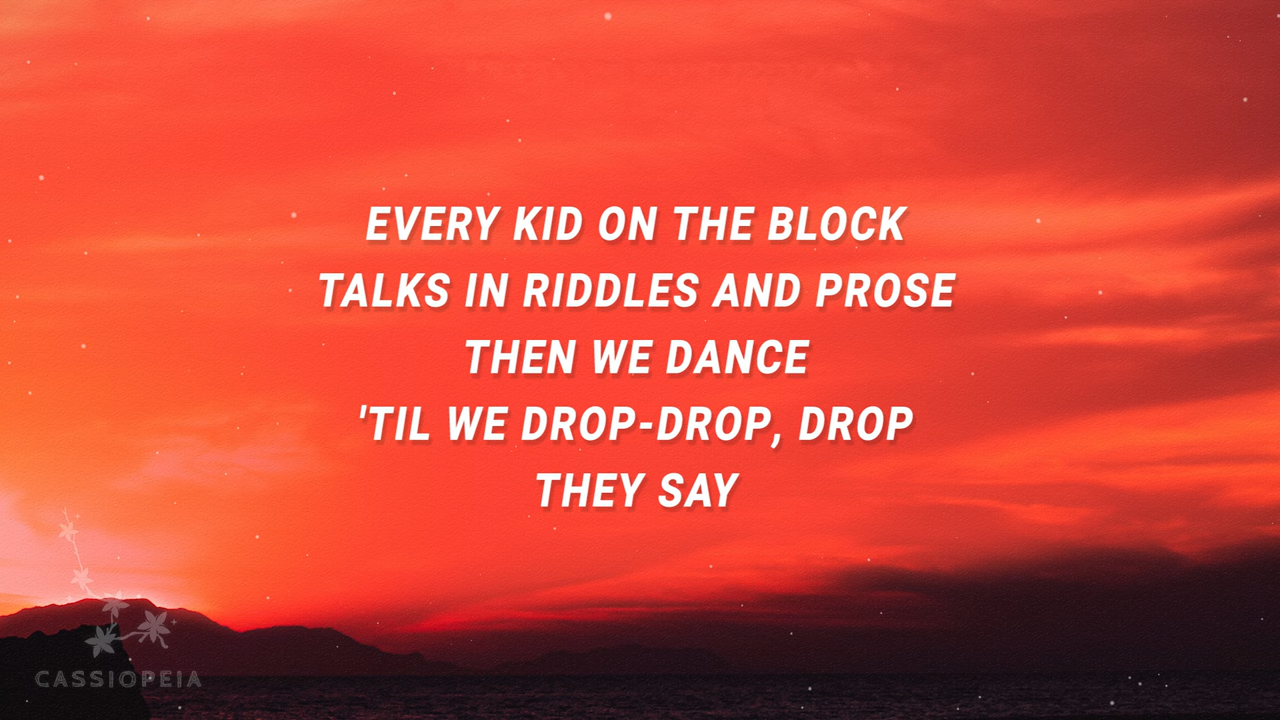 EVERY KID ON THE BLOCK
TALKS IN RIDDLES AND PROSE
THEN WE DANCE
'TIL WE DROP-DROP, DROP
THEY SAY
CASSIOPEIA